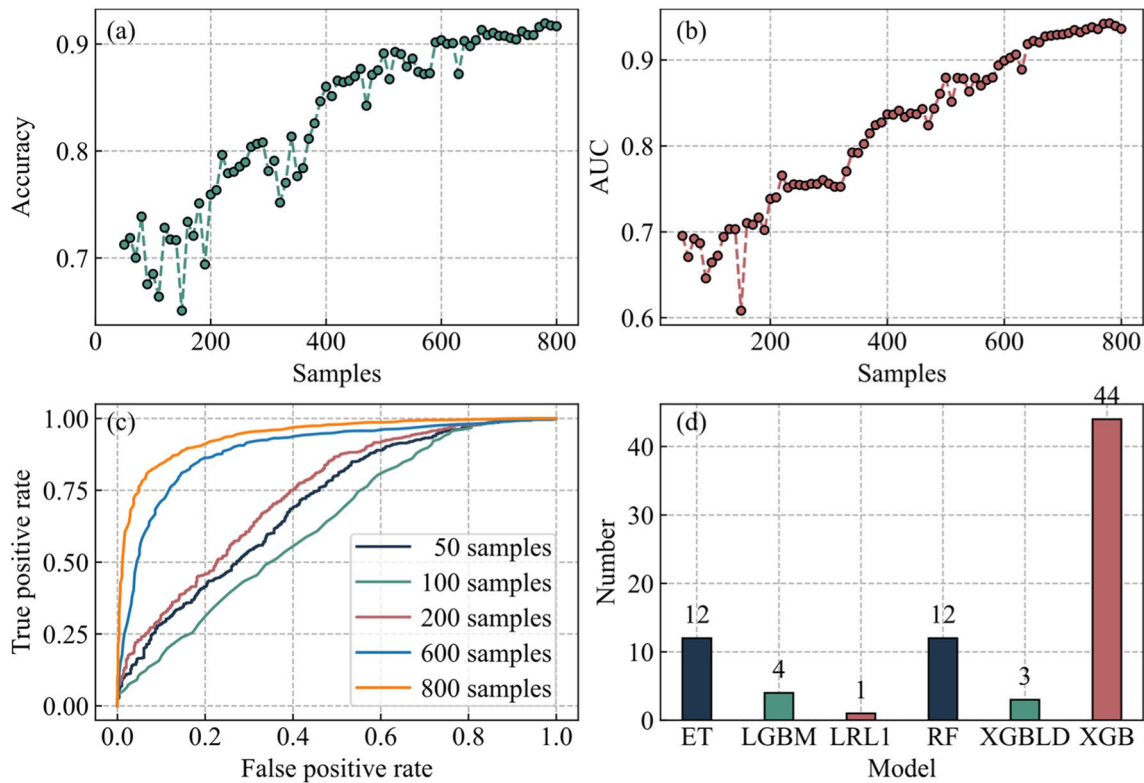 (a)
Accuracy
0.9
0.8
0.7
0
200
400
600
800
Samples
(b)
AUC
0.9
0.8
0.7
0.6
200
400
600
800
Samples
(c)
True positive rate
1.00
0.75
0.50
0.25
0.00
50 samples
100 samples
200 samples
600 samples
800 samples
0.0
0.2
0.4
0.6
0.8
1.0
False positive rate
(d)
Number
40
30
20
10
0
12
4
1
12
3
44
ET
LGBM
LRL1
RF
XGBLD
XGB
Model